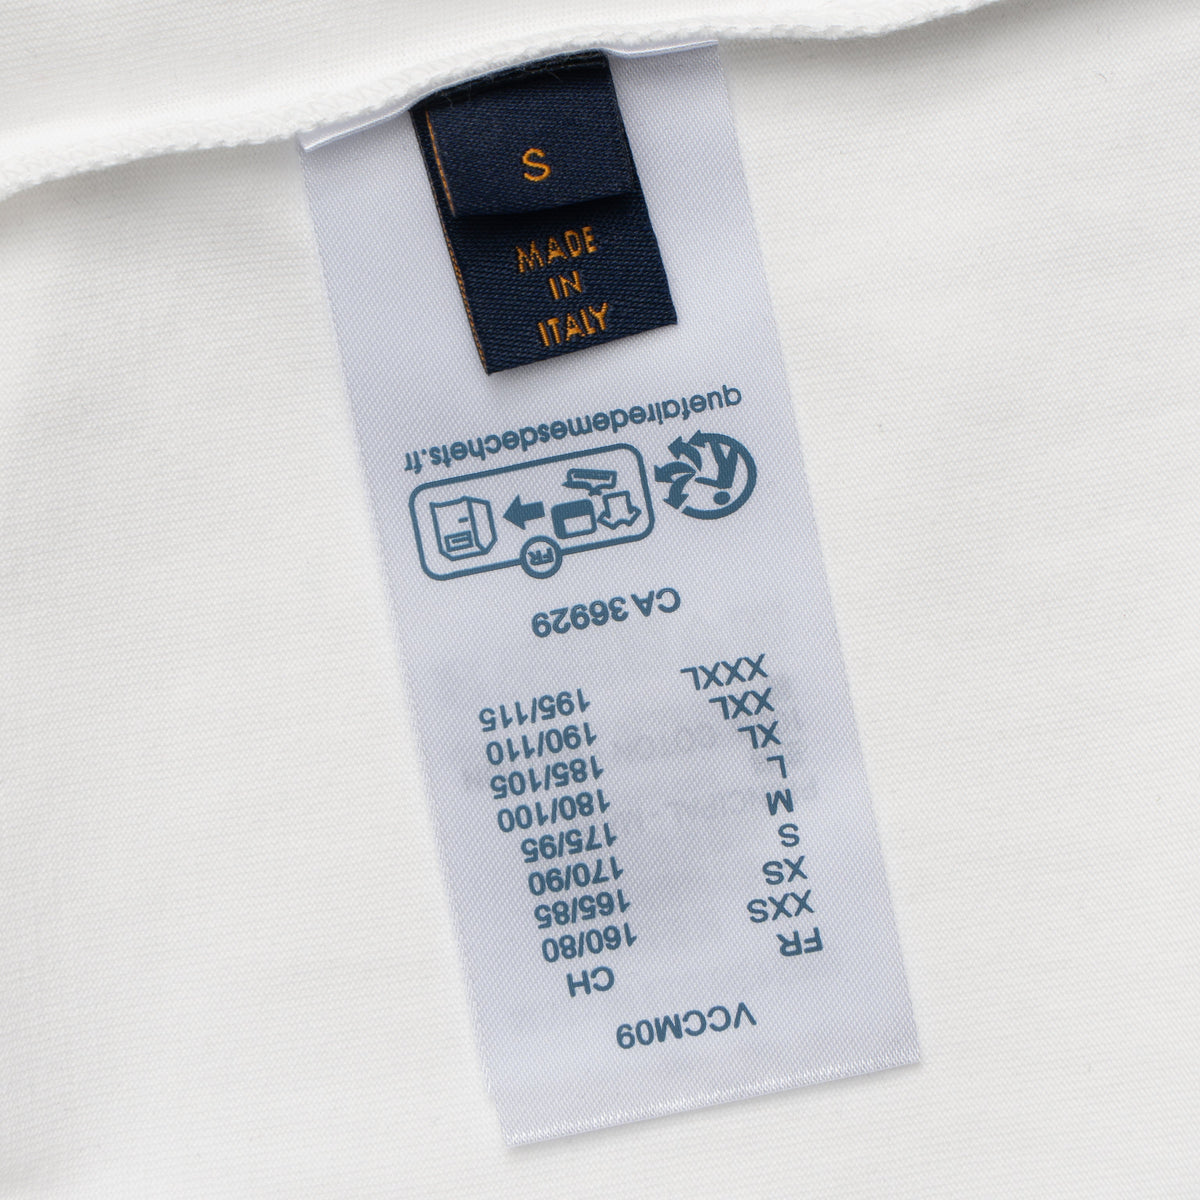 S
MADE
IN
ITALY
VCCM09
FR CH
XXS 160/80
XS 165/85
S 170/90
M 175/95
L 180/100
XL 185/105
XXL 190/110
XXXL 195/115
CA 36929
FR
quefairedemesdechets.fr